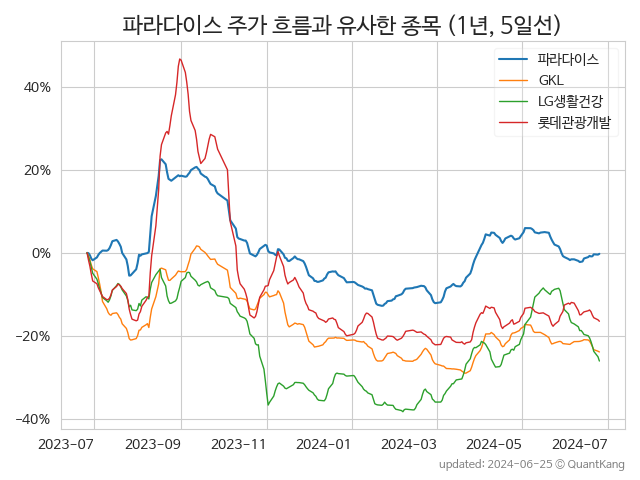 파라다이스 주가 흐름과 유사한 종목 (1년, 5일선)
파라다이스
GKL
LG생활건강
롯데관광개발
40%
20%
0%
−20%
−40%
2023-07 2023-09 2023-11 2024-01 2024-03 2024-05 2024-07
updated: 2024-06-25 © QuantKang